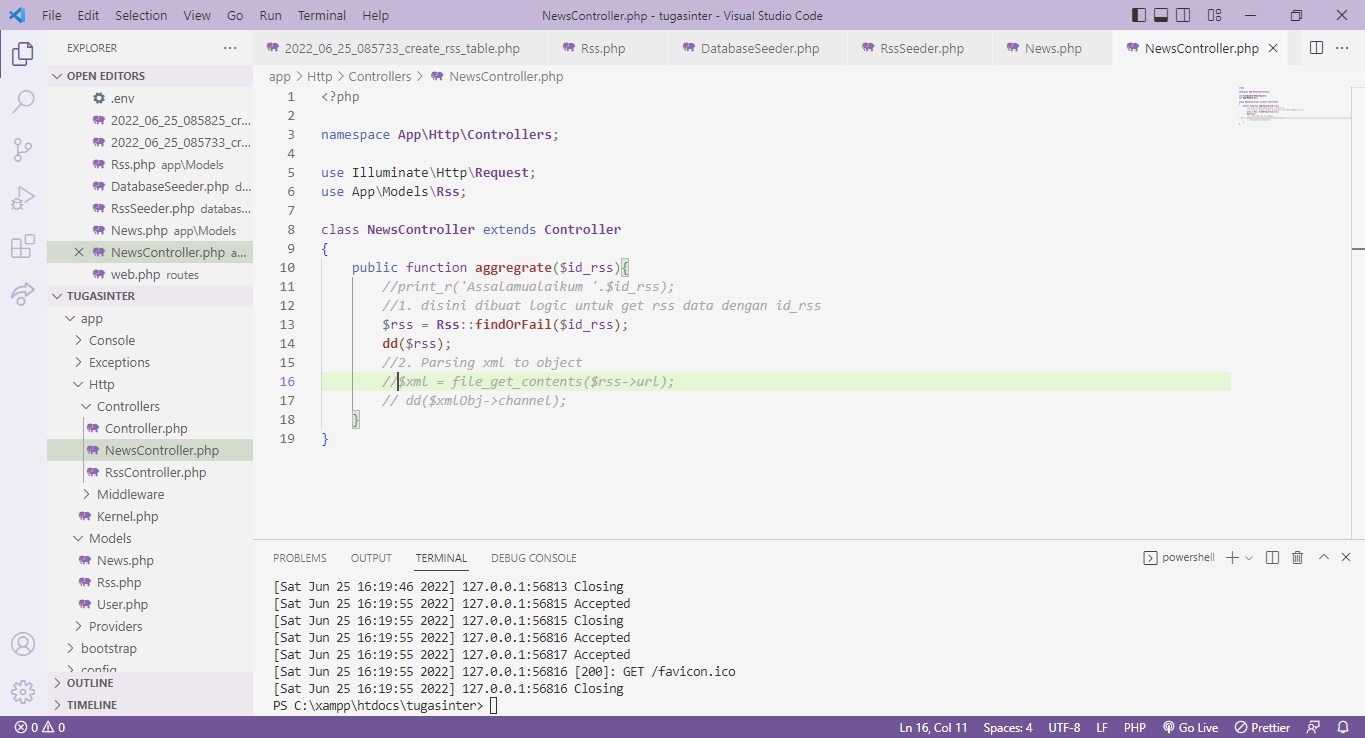 File Edit Selection View Go Run Terminal Help NewsController.php - tugasinter - Visual Studio Code
EXPLORER
OPEN EDITORS
.env
2022_06_25_085825_cr...
2022_06_25_085733_cr...
Rss.php app\Models
DatabaseSeeder.php d...
RssSeeder.php databas...
News.php app\Models
NewsController.php a...
web.php routes
TUGASINTER
app
Console
Exceptions
Http
Controllers
Controller.php
NewsController.php
RssController.php
Middleware
Kernel.php
Models
News.php
Rss.php
User.php
Providers
bootstrap
config
OUTLINE
TIMELINE
2022_06_25_085733_create_rss_table.php Rss.php DatabaseSeeder.php RssSeeder.php News.php NewsController.php
app > Http > Controllers > NewsController.php
1 <?php
2
3 namespace App\Http\Controllers;
4
5 use Illuminate\Http\Request;
6 use App\Models\Rss;
7
8 class NewsController extends Controller
9 {
10 public function aggregrate($id_rss){
11 //print_r('Assalamualaikum '.$id_rss);
12 //1. disini dibuat logic untuk get rss data dengan id_rss
13 $rss = Rss::findOrFail($id_rss);
14 dd($rss);
15 //2. Parsing xml to object
16 //$xml = file_get_contents($rss->url);
17 // dd($xmlObj->channel);
18 }
19 }
PROBLEMS OUTPUT TERMINAL DEBUG CONSOLE powershell
[Sat Jun 25 16:19:46 2022] 127.0.0.1:56813 Closing
[Sat Jun 25 16:19:55 2022] 127.0.0.1:56815 Accepted
[Sat Jun 25 16:19:55 2022] 127.0.0.1:56815 Closing
[Sat Jun 25 16:19:55 2022] 127.0.0.1:56816 Accepted
[Sat Jun 25 16:19:55 2022] 127.0.0.1:56817 Accepted
[Sat Jun 25 16:19:55 2022] 127.0.0.1:56816 [200]: GET /favicon.ico
[Sat Jun 25 16:19:55 2022] 127.0.0.1:56816 Closing
PS C:\xampp\htdocs\tugasinter>
0 0 Ln 16, Col 11 Spaces: 4 UTF-8 LF PHP Go Live Prettier